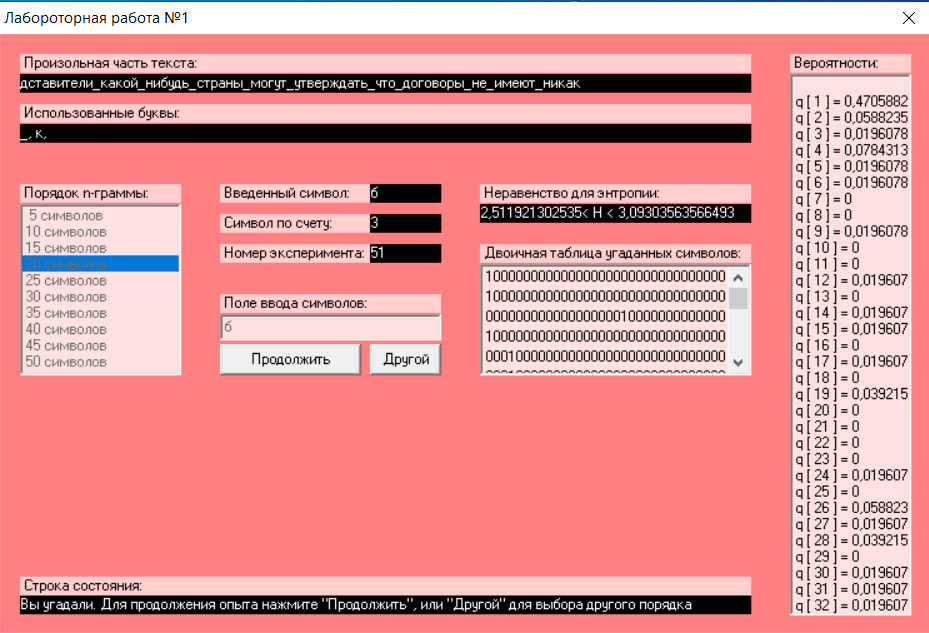 Лабороторная работа №1
Произольная часть текста:
дставители_какой_нибудь_страны_могут_утверждать_что_договоры_не_имеют_никак
Использованные буквы:
_, к,
Порядок n-граммы:
5 символов
10 символов
15 символов
20 символов
25 символов
30 символов
35 символов
40 символов
45 символов
50 символов
Введенный символ: б
Символ по счету: 3
Номер эксперимента: 51
Поле ввода символов:
б
Продолжить
Другой
Неравенство для энтропии:
2,511921302535< H < 3,09303563566493
Двоичная таблица угаданных символов:
10000000000000000000000000000000
10000000000000000000000000000000
00000000000000000010000000000000
10000000000000000000000000000000
00010000000000000000000000000000
Вероятности:
q [ 1 ] = 0,4705882
q [ 2 ] = 0,0588235
q [ 3 ] = 0,0196078
q [ 4 ] = 0,0784313
q [ 5 ] = 0,0196078
q [ 6 ] = 0,0196078
q [ 7 ] = 0
q [ 8 ] = 0
q [ 9 ] = 0,0196078
q [ 10 ] = 0
q [ 11 ] = 0
q [ 12 ] = 0,019607
q [ 13 ] = 0
q [ 14 ] = 0,019607
q [ 15 ] = 0,019607
q [ 16 ] = 0
q [ 17 ] = 0,019607
q [ 18 ] = 0
q [ 19 ] = 0,039215
q [ 20 ] = 0
q [ 21 ] = 0
q [ 22 ] = 0
q [ 23 ] = 0
q [ 24 ] = 0,019607
q [ 25 ] = 0
q [ 26 ] = 0,058823
q [ 27 ] = 0,019607
q [ 28 ] = 0,039215
q [ 29 ] = 0
q [ 30 ] = 0,019607
q [ 31 ] = 0,019607
q [ 32 ] = 0,019607
Строка состояния:
Вы угадали. Для продолжения опыта нажмите "Продолжить", или "Другой" для выбора другого порядка